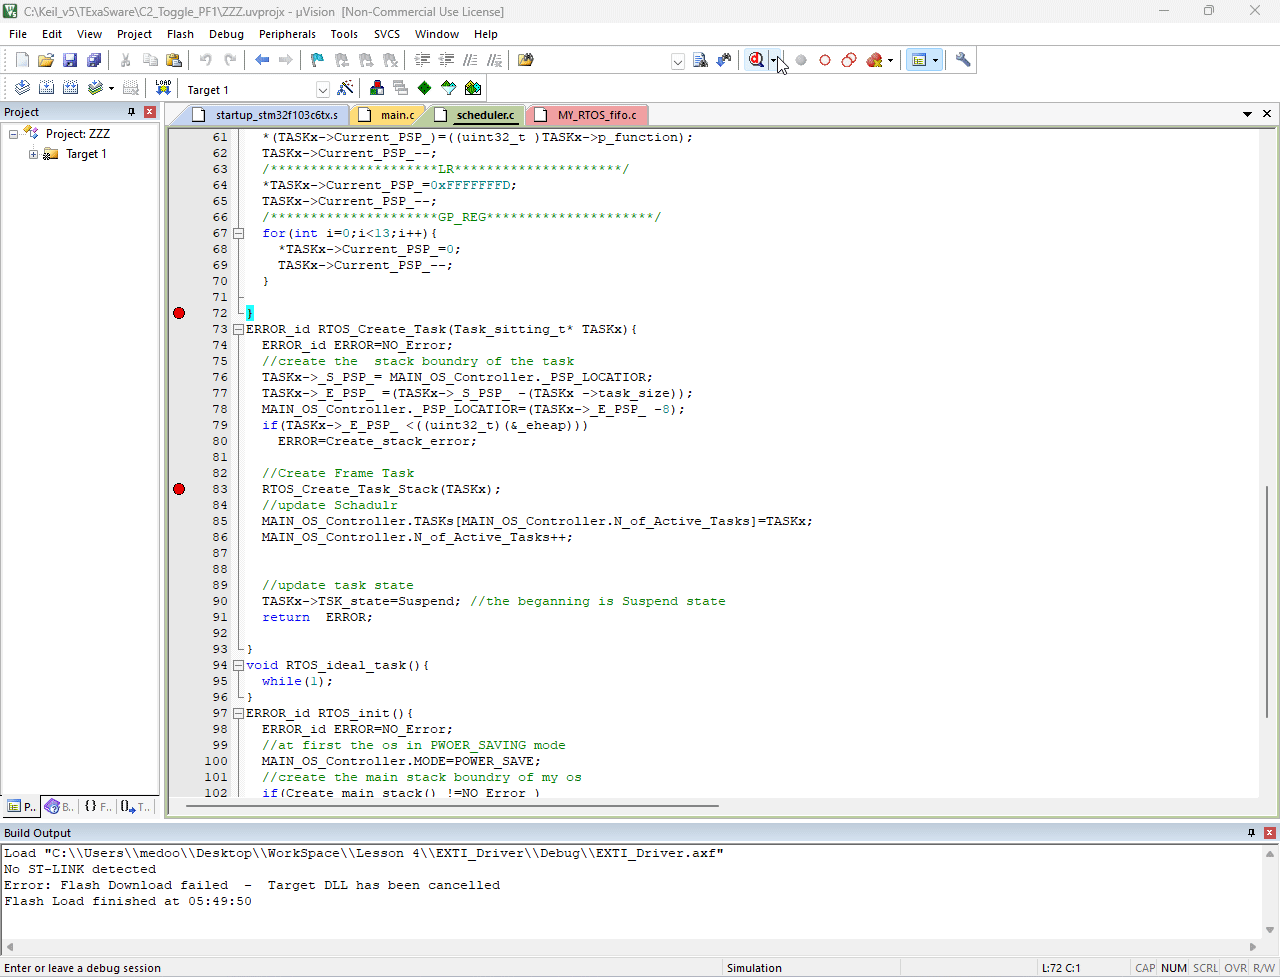 C:\Keil_v5\TExaSware\C2_Toggle_PF1\ZZZ.uvprojx - µVision [Non-Commercial Use License]
File Edit View Project Flash Debug Peripherals Tools SVCS Window Help
LOAD Target 1
Project
startup_stm32f103c6tx.s main.c scheduler.c MY_RTOS_fifo.c
Project: ZZZ
Target 1
61 *(TASKx->Current_PSP_)=((uint32_t )TASKx->p_function);
62 TASKx->Current_PSP_--;
63 /*********************LR*********************/
64 *TASKx->Current_PSP_=0xFFFFFFFD;
65 TASKx->Current_PSP_--;
66 /*********************GP_REG*********************/
67 for(int i=0;i<13;i++){
68 *TASKx->Current_PSP_=0;
69 TASKx->Current_PSP_--;
70 }
71
72 }
73 ERROR_id RTOS_Create_Task(Task_sitting_t* TASKx){
74 ERROR_id ERROR=NO_Error;
75 //create the  stack boundry of the task
76 TASKx->_S_PSP_= MAIN_OS_Controller._PSP_LOCATIOR;
77 TASKx->_E_PSP_ =(TASKx->_S_PSP_ -(TASKx ->task_size));
78 MAIN_OS_Controller._PSP_LOCATIOR=(TASKx->_E_PSP_ -8);
79 if(TASKx->_E_PSP_ <((uint32_t)(&_eheap)))
80 ERROR=Create_stack_error;
81
82 //Create Frame Task
83 RTOS_Create_Task_Stack(TASKx);
84 //update Schadulr
85 MAIN_OS_Controller.TASKs[MAIN_OS_Controller.N_of_Active_Tasks]=TASKx;
86 MAIN_OS_Controller.N_of_Active_Tasks++;
87
88
89 //update task state
90 TASKx->TSK_state=Suspend; //the beganning is Suspend state
91 return  ERROR;
92
93 }
94 void RTOS_ideal_task(){
95 while(1);
96 }
97 ERROR_id RTOS_init(){
98 ERROR_id ERROR=NO_Error;
99 //at first the os in PWOER_SAVING mode
100 MAIN_OS_Controller.MODE=POWER_SAVE;
101 //create the main stack boundry of my os
102 if(Create_main_stack() !=NO_Error )
P... B... {} F... T...
Build Output
Load "C:\\Users\\medoo\\Desktop\\WorkSpace\\Lesson 4\\EXTI_Driver\\Debug\\EXTI_Driver.axf"
No ST-LINK detected
Error: Flash Download failed  -  Target DLL has been cancelled
Flash Load finished at 05:49:50
Enter or leave a debug session Simulation L:72 C:1 CAP NUM SCRL OVR R/W